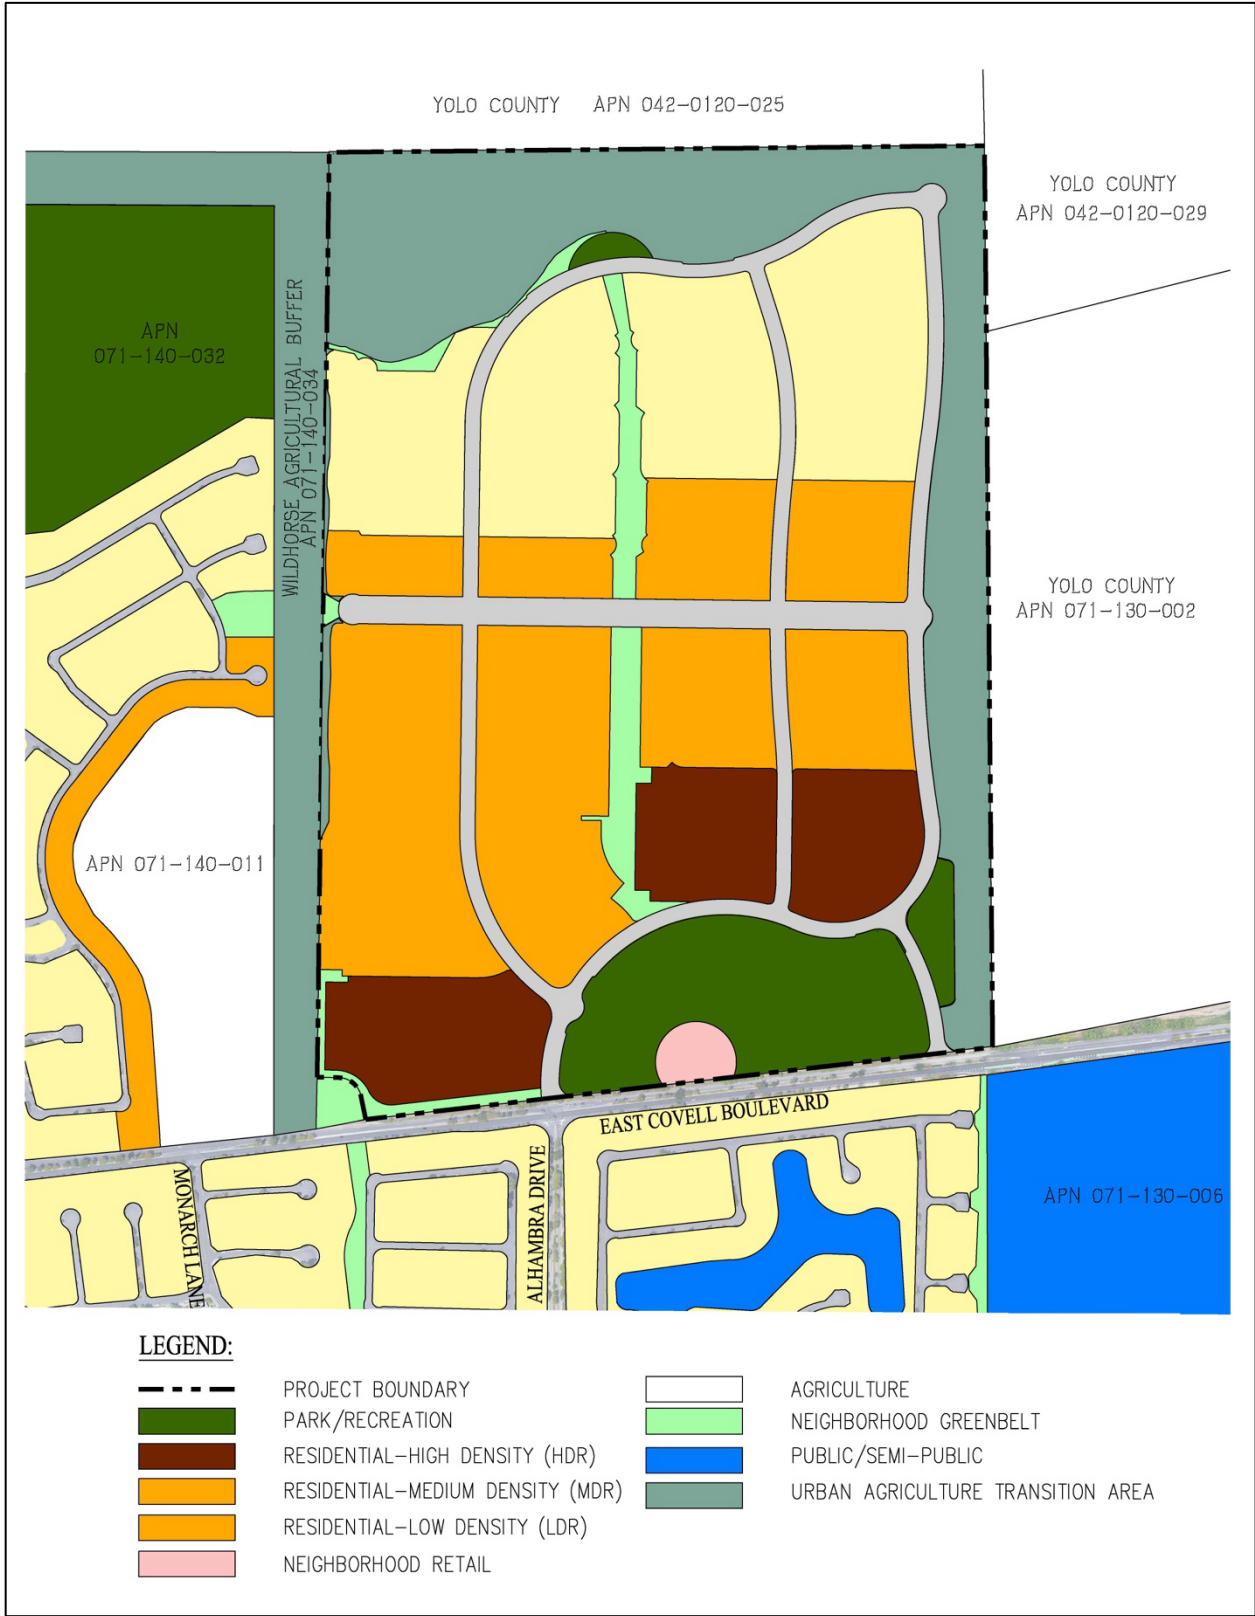 YOLO COUNTY APN 042-0120-025
YOLO COUNTY
APN 042-0120-029
APN
071-140-032
WILDHORSE AGRICULTURAL BUFFER
APN 071-140-034
YOLO COUNTY
APN 071-130-002
APN 071-140-011
EAST COVELL BOULEVARD
MONARCH LANE
ALHAMBRA DRIVE
APN 071-130-006
LEGEND:
PROJECT BOUNDARY
PARK/RECREATION
RESIDENTIAL-HIGH DENSITY (HDR)
RESIDENTIAL-MEDIUM DENSITY (MDR)
RESIDENTIAL-LOW DENSITY (LDR)
NEIGHBORHOOD RETAIL
AGRICULTURE
NEIGHBORHOOD GREENBELT
PUBLIC/SEMI-PUBLIC
URBAN AGRICULTURE TRANSITION AREA